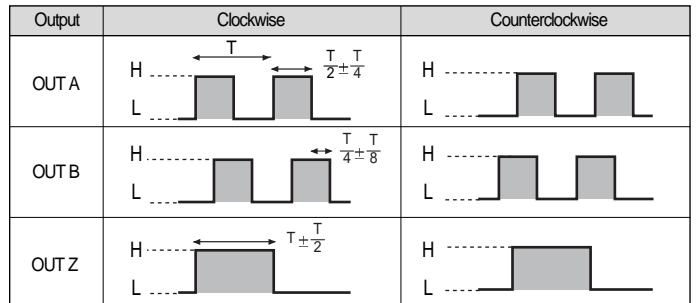 Output Clockwise Counterclockwise
OUT A
H
L
T
T/2 ± T/4
H
L
OUT B
H
L
T/4 ± T/8
H
L
OUT Z
H
L
T ± T/2
H
L